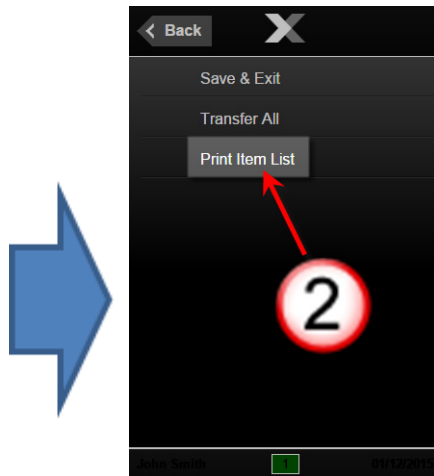 Back
Save & Exit
Transfer All
Print Item List
2
John Smith 1 01/12/2015